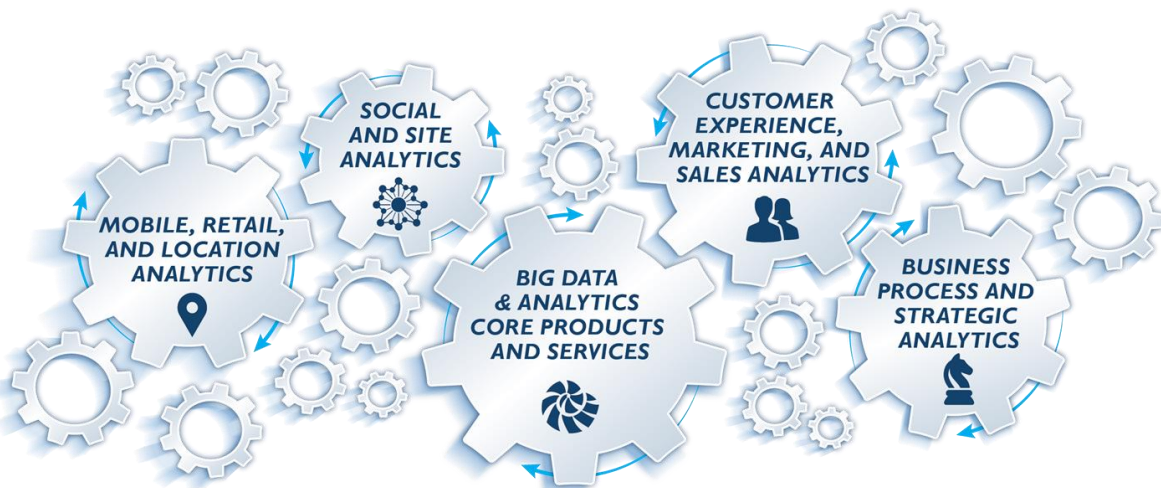 SOCIAL
AND SITE
ANALYTICS
CUSTOMER
EXPERIENCE,
MARKETING, AND
SALES ANALYTICS
MOBILE, RETAIL,
AND LOCATION
ANALYTICS
BIG DATA
& ANALYTICS
CORE PRODUCTS
AND SERVICES
BUSINESS
PROCESS AND
STRATEGIC
ANALYTICS